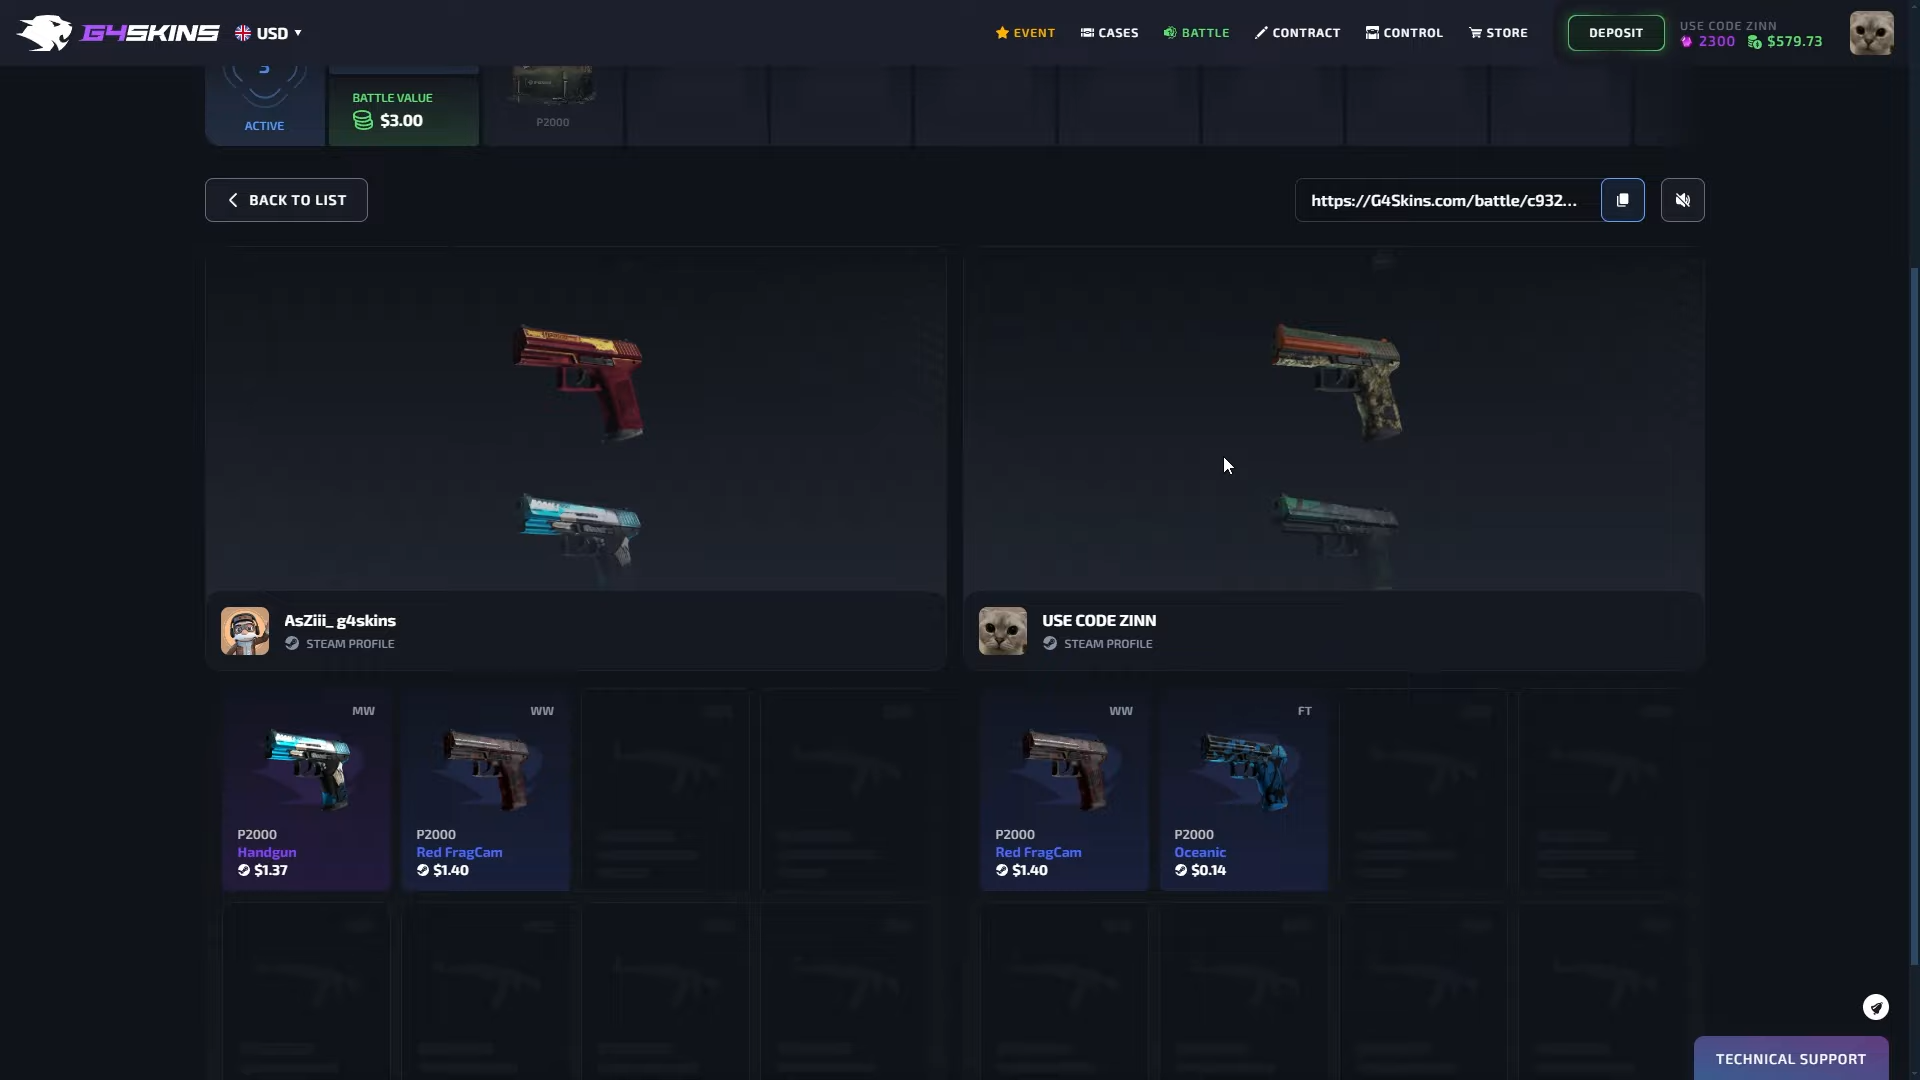 G4SKINS
USD
EVENT
CASES
BATTLE
CONTRACT
CONTROL
STORE
DEPOSIT
USE CODE ZINN
2300
$579.73
ACTIVE
BATTLE VALUE
$3.00
P2000
BACK TO LIST
https://G4Skins.com/battle/c932...
AsZiii_ g4skins
STEAM PROFILE
USE CODE ZINN
STEAM PROFILE
MW
P2000
Handgun
$1.37
WW
P2000
Red FragCam
$1.40
WW
P2000
Red FragCam
$1.40
FT
P2000
Oceanic
$0.14
TECHNICAL SUPPORT